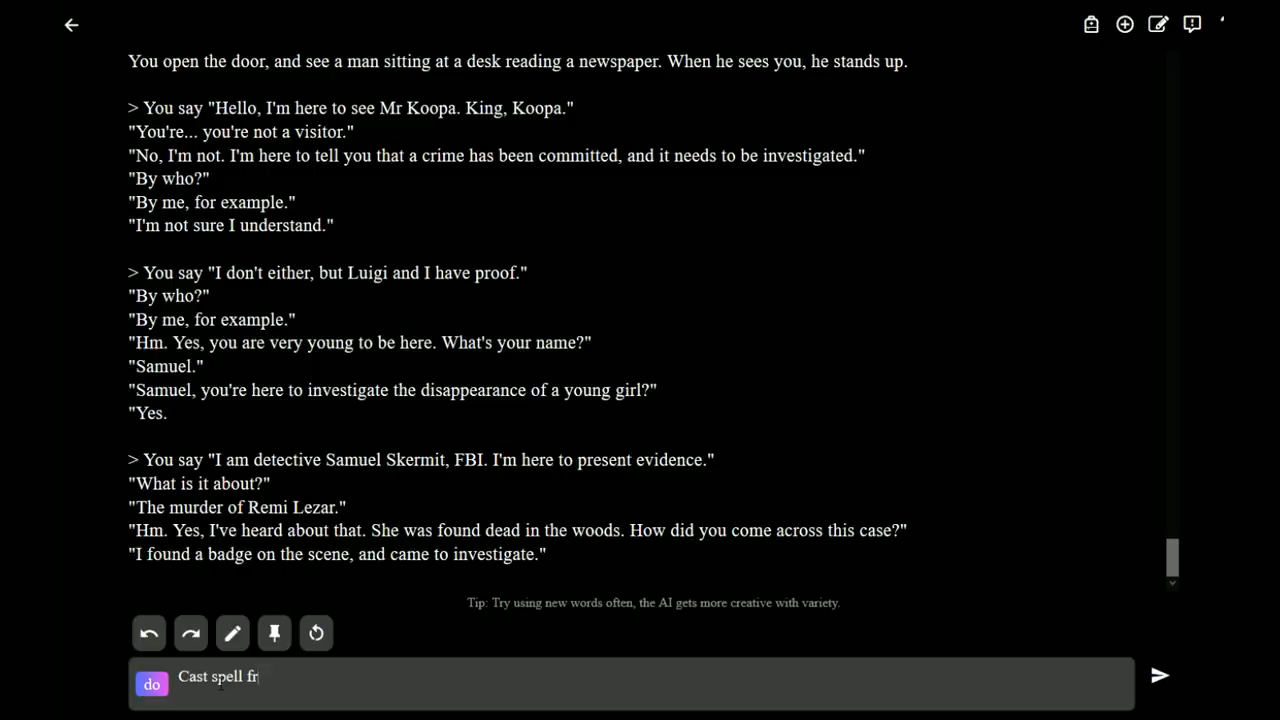 You open the door, and see a man sitting at a desk reading a newspaper. When he sees you, he stands up.
> You say "Hello, I'm here to see Mr Koopa. King, Koopa."
"You're... you're not a visitor."
"No, I'm not. I'm here to tell you that a crime has been committed, and it needs to be investigated."
"By who?"
"By me, for example."
"I'm not sure I understand."
> You say "I don't either, but Luigi and I have proof."
"By who?"
"By me, for example."
"Hm. Yes, you are very young to be here. What's your name?"
"Samuel."
"Samuel, you're here to investigate the disappearance of a young girl?"
"Yes.
> You say "I am detective Samuel Skermit, FBI. I'm here to present evidence."
"What is it about?"
"The murder of Remi Lezar."
"Hm. Yes, I've heard about that. She was found dead in the woods. How did you come across this case?"
"I found a badge on the scene, and came to investigate."
Tip: Try using new words often, the AI gets more creative with variety.
do Cast spell fr